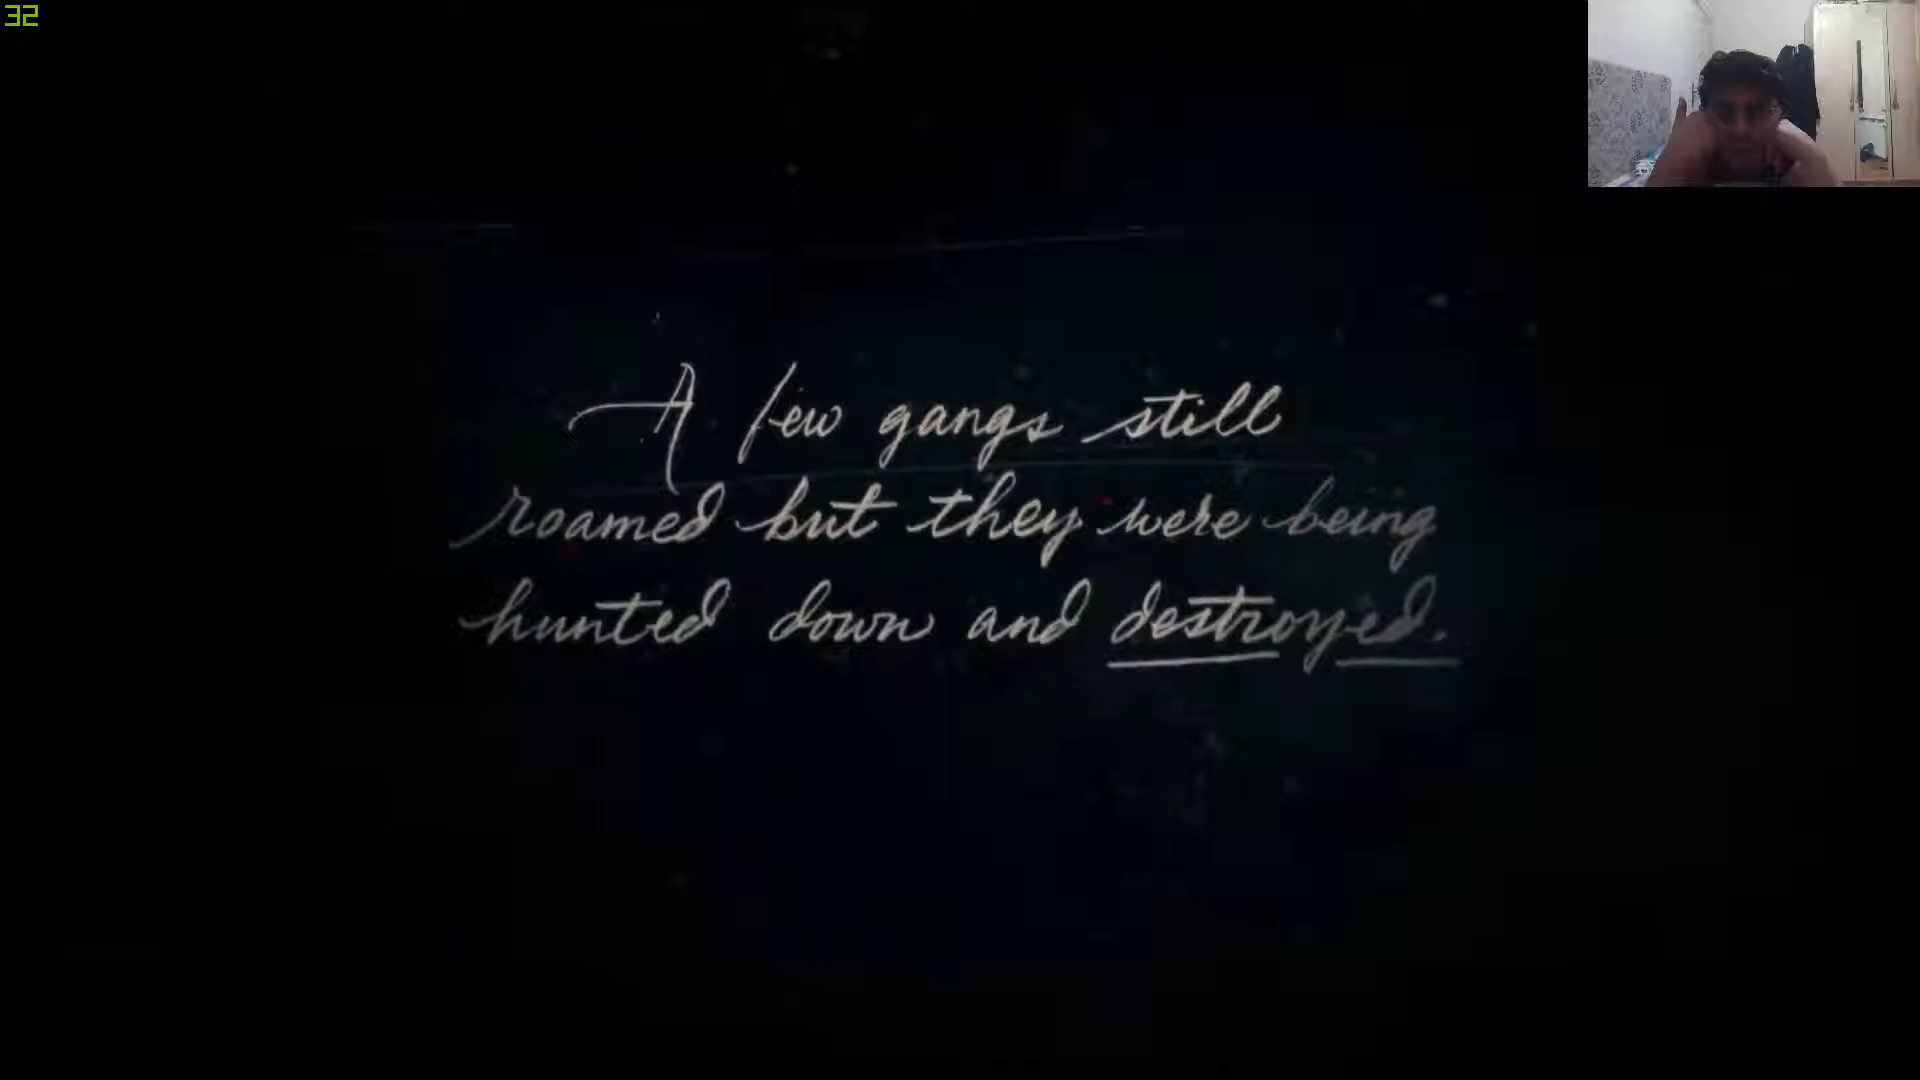 32
A few gangs still
roamed but they were being
hunted down and destroyed.